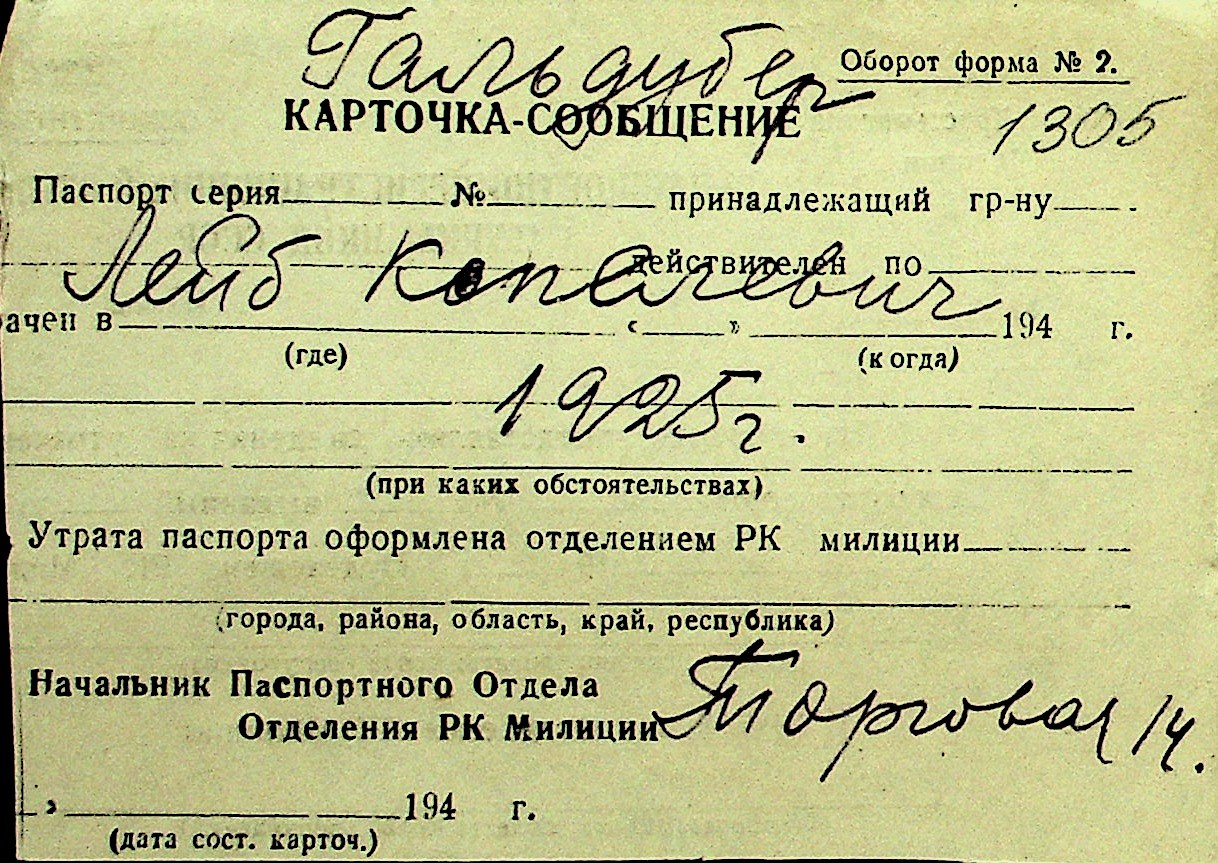 Гальдубер
Оборот форма № 2.
КАРТОЧКА-СООБЩЕНИЕ
1305
Паспорт серия № принадлежащий гр-ну
Лейб Копелевич
действителен по
рачен в « » 194 г.
(где) (когда)
1925 г.
(при каких обстоятельствах)
Утрата паспорта оформлена отделением РК милиции
(города, района, область, край, республика)
Начальник Паспортного Отдела
Отделения РК Милиции
Торговая 14.
» 194 г.
(дата сост. карточ.)